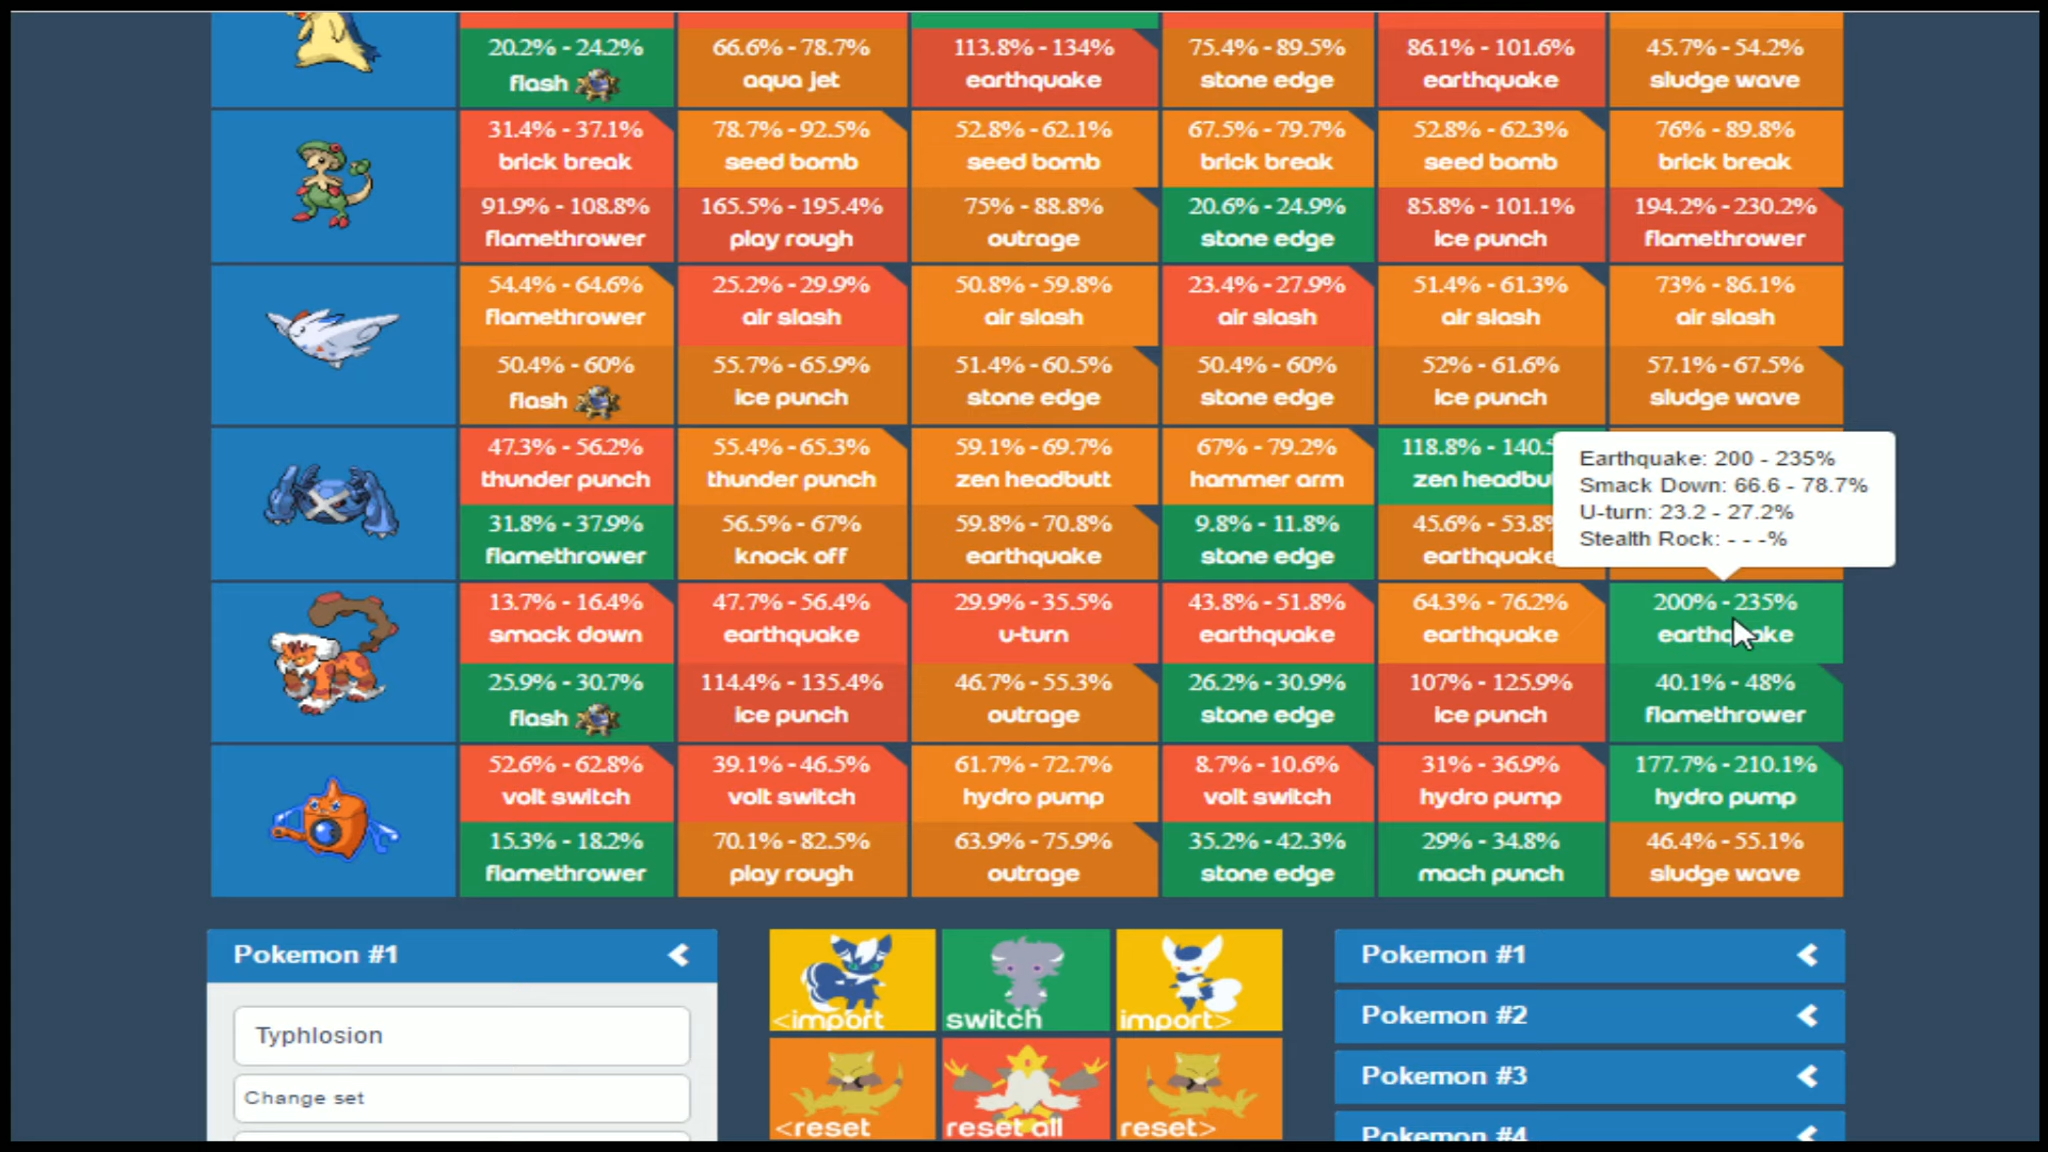 20.2% - 24.2% 66.6% - 78.7% 113.8% - 134% 75.4% - 89.5% 86.1% - 101.6% 45.7% - 54.2%
flash aqua jet earthquake stone edge earthquake sludge wave
31.4% - 37.1% 78.7% - 92.5% 52.8% - 62.1% 67.5% - 79.7% 52.8% - 62.3% 76% - 89.8%
brick break seed bomb seed bomb brick break seed bomb brick break
91.9% - 108.8% 165.5% - 195.4% 75% - 88.8% 20.6% - 24.9% 85.8% - 101.1% 194.2% - 230.2%
flamethrower play rough outrage stone edge ice punch flamethrower
54.4% - 64.6% 25.2% - 29.9% 50.8% - 59.8% 23.4% - 27.9% 51.4% - 61.3% 73% - 86.1%
flamethrower air slash air slash air slash air slash air slash
50.4% - 60% 55.7% - 65.9% 51.4% - 60.5% 50.4% - 60% 52% - 61.6% 57.1% - 67.5%
flash ice punch stone edge stone edge ice punch sludge wave
47.3% - 56.2% 55.4% - 65.3% 59.1% - 69.7% 67% - 79.2% 118.8% - 140.
thunder punch thunder punch zen headbutt hammer arm zen
31.8% - 37.9% 56.5% - 67% 59.8% - 70.8% 9.8% - 11.8% 45.6% - 53.8%
flamethrower knock off earthquake stone edge earthquake
Earthquake: 200 - 235%
Smack Down: 66.6 - 78.7%
U-turn: 23.2 - 27.2%
Stealth Rock: - - -%
13.7% - 16.4% 47.7% - 56.4% 29.9% - 35.5% 43.8% - 51.8% 64.3% - 76.2% 200% - 235%
smack down earthquake u-turn earthquake earthquake earthquake
25.9% - 30.7% 114.4% - 135.4% 46.7% - 55.3% 26.2% - 30.9% 107% - 125.9% 40.1% - 48%
flash ice punch outrage stone edge ice punch flamethrower
52.6% - 62.8% 39.1% - 46.5% 61.7% - 72.7% 8.7% - 10.6% 31% - 36.9% 177.7% - 210.1%
volt switch volt switch hydro pump volt switch hydro pump hydro pump
15.3% - 18.2% 70.1% - 82.5% 63.9% - 75.9% 35.2% - 42.3% 29% - 34.8% 46.4% - 55.1%
flamethrower play rough outrage stone edge mach punch sludge wave
Pokemon #1
Typhlosion
Change set
<import switch import>
<reset reset all reset>
Pokemon #1
Pokemon #2
Pokemon #3
Pokemon #4